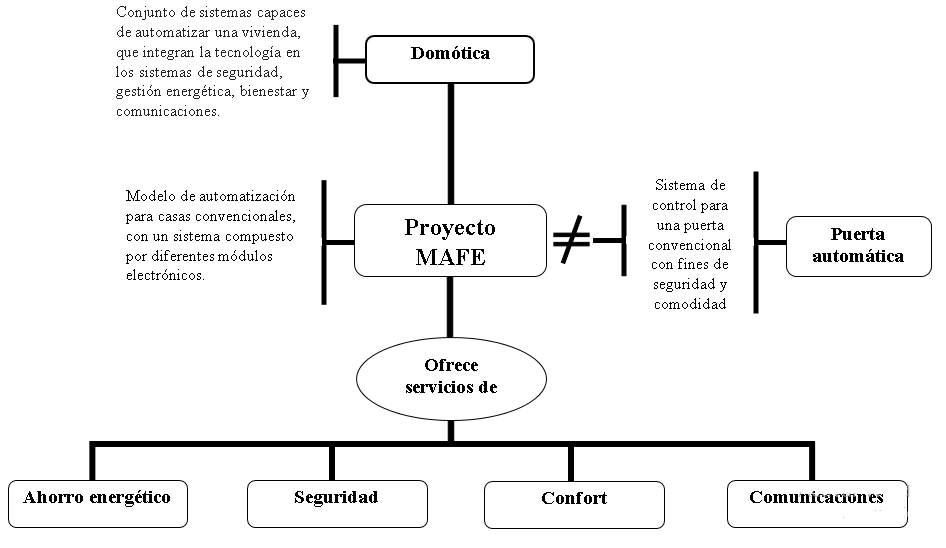 Conjunto de sistemas capaces
de automatizar una vivienda,
que integran la tecnología en
los sistemas de seguridad,
gestión energética, bienestar y
comunicaciones.
Domótica
Modelo de automatización
para casas convencionales,
con un sistema compuesto
por diferentes módulos
electrónicos.
Proyecto
MAFE
≠
Sistema de
control para
una puerta
convencional
con fines de
seguridad y
comodidad
Puerta
automática
Ofrece
servicios de
Ahorro energético
Seguridad
Confort
Comunicaciones